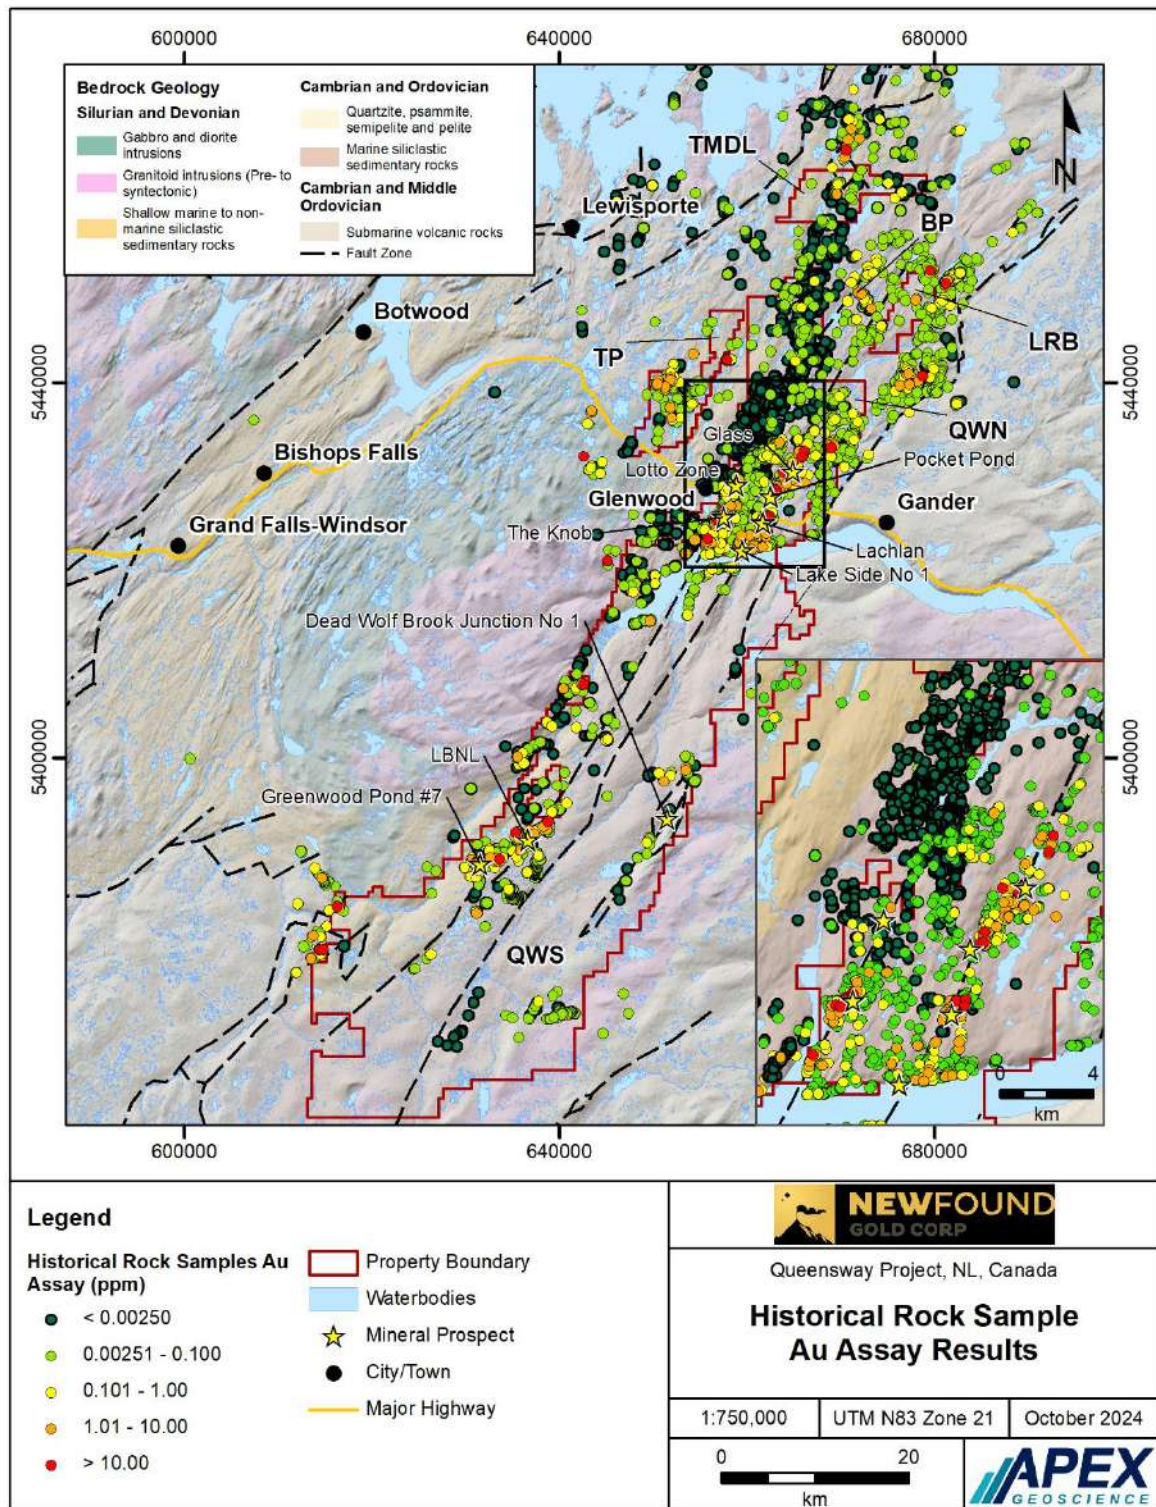 600000
640000
680000
Bedrock Geology
Silurian and Devonian
Gabbro and diorite
intrusions
Granitoid intrusions (Pre- to
syntectonic)
Shallow marine to non-
marine siliclastic
sedimentary rocks
Cambrian and Ordovician
Quartzite, psammite,
semipelite and pelite
Marine siliclastic
sedimentary rocks
Cambrian and Middle
Ordovician
Submarine volcanic rocks
Fault Zone
N
TMDL
Lewisporte
BP
Botwood
LRB
TP
5440000
5440000
QWN
Glass
Pocket Pond
Bishops Falls
Lotto Zone
Glenwood
Gander
Grand Falls-Windsor
The Knob
Lachlan
Lake Side No 1
Dead Wolf Brook Junction No 1
5400000
5400000
LBNL
Greenwood Pond #7
QWS
0 4
km
600000
640000
680000
Legend
Historical Rock Samples Au
Assay (ppm)
< 0.00250
0.00251 - 0.100
0.101 - 1.00
1.01 - 10.00
> 10.00
Property Boundary
Waterbodies
Mineral Prospect
City/Town
Major Highway
NEWFOUND
GOLD CORP
Queensway Project, NL, Canada
Historical Rock Sample
Au Assay Results
1:750,000
UTM N83 Zone 21
October 2024
0 20
km
APEX
GEOSCIENCE